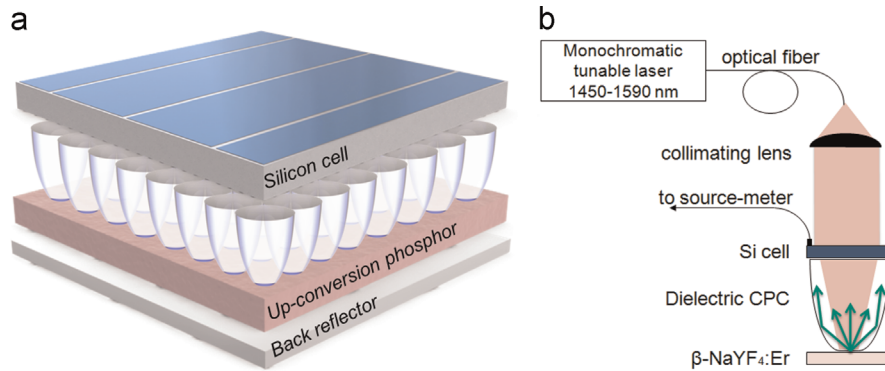 a
Silicon cell
Up-conversion phosphor
Back reflector
b
Monochromatic
tunable laser
1450-1590 nm
optical fiber
collimating lens
to source-meter
Si cell
Dielectric CPC
β-NaYF₄:Er